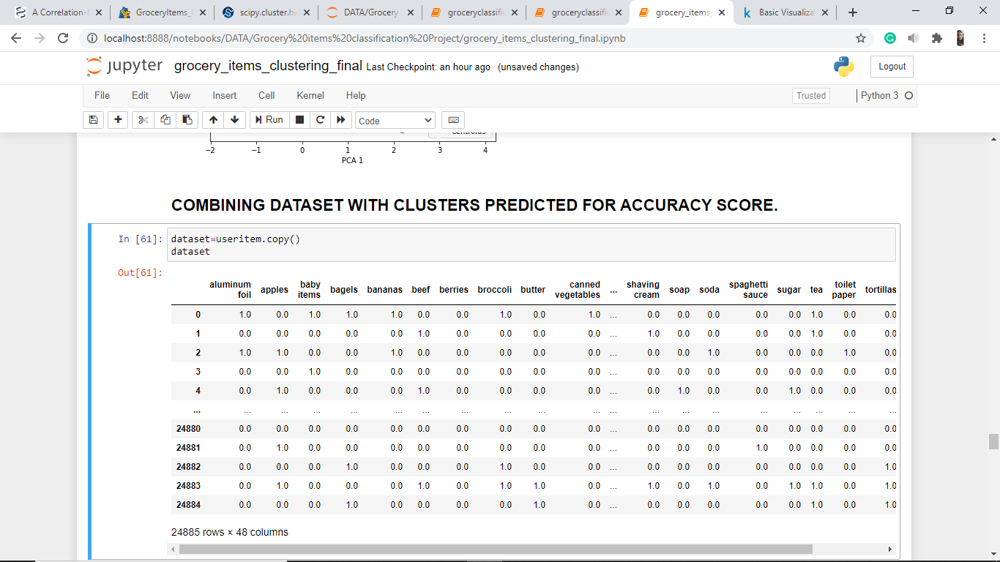 A Correlation-
GroceryItems_
scipy.cluster.hi
DATA/Grocery
groceryclassific
groceryclassific
grocery_items_
Basic Visualiza
localhost:8888/notebooks/DATA/Grocery%20items%20classification%20Project/grocery_items_clustering_final.ipynb
jupyter grocery_items_clustering_final Last Checkpoint: an hour ago (unsaved changes)
Logout
File Edit View Insert Cell Kernel Help
Trusted
Python 3
Run
Code
Centroids
−2 −1 0 1 2 3 4
PCA 1
COMBINING DATASET WITH CLUSTERS PREDICTED FOR ACCURACY SCORE.
In [61]: dataset=useritem.copy()
dataset
Out[61]:
aluminum foil apples baby items bagels bananas beef berries broccoli butter canned vegetables ... shaving cream soap soda spaghetti sauce sugar tea toilet paper tortillas
0 1.0 0.0 1.0 1.0 1.0 0.0 0.0 1.0 0.0 1.0 ... 0.0 0.0 0.0 0.0 0.0 1.0 0.0 0.0
1 0.0 0.0 0.0 0.0 0.0 1.0 0.0 0.0 0.0 0.0 ... 1.0 0.0 0.0 0.0 0.0 1.0 0.0 0.0
2 1.0 1.0 0.0 0.0 1.0 0.0 0.0 0.0 0.0 0.0 ... 0.0 0.0 1.0 0.0 0.0 0.0 1.0 0.0
3 0.0 0.0 1.0 0.0 0.0 0.0 0.0 0.0 0.0 0.0 ... 0.0 0.0 0.0 0.0 0.0 0.0 0.0 0.0
4 0.0 1.0 0.0 0.0 0.0 1.0 0.0 0.0 0.0 0.0 ... 0.0 1.0 0.0 0.0 1.0 0.0 0.0 0.0
... ... ... ... ... ... ... ... ... ... ... ... ... ... ... ... ... ... ...
24880 0.0 0.0 0.0 0.0 0.0 0.0 0.0 0.0 0.0 0.0 ... 0.0 0.0 0.0 0.0 0.0 0.0 0.0 0.0
24881 0.0 1.0 0.0 0.0 0.0 0.0 0.0 0.0 0.0 0.0 ... 0.0 0.0 0.0 1.0 0.0 0.0 0.0 0.0
24882 0.0 0.0 0.0 1.0 0.0 0.0 0.0 1.0 0.0 0.0 ... 0.0 0.0 0.0 0.0 0.0 0.0 0.0 1.0
24883 0.0 1.0 0.0 0.0 0.0 1.0 0.0 1.0 1.0 0.0 ... 1.0 0.0 1.0 0.0 1.0 1.0 0.0 1.0
24884 0.0 0.0 0.0 1.0 0.0 0.0 0.0 0.0 1.0 0.0 ... 0.0 0.0 0.0 0.0 0.0 1.0 0.0 1.0
24885 rows × 48 columns